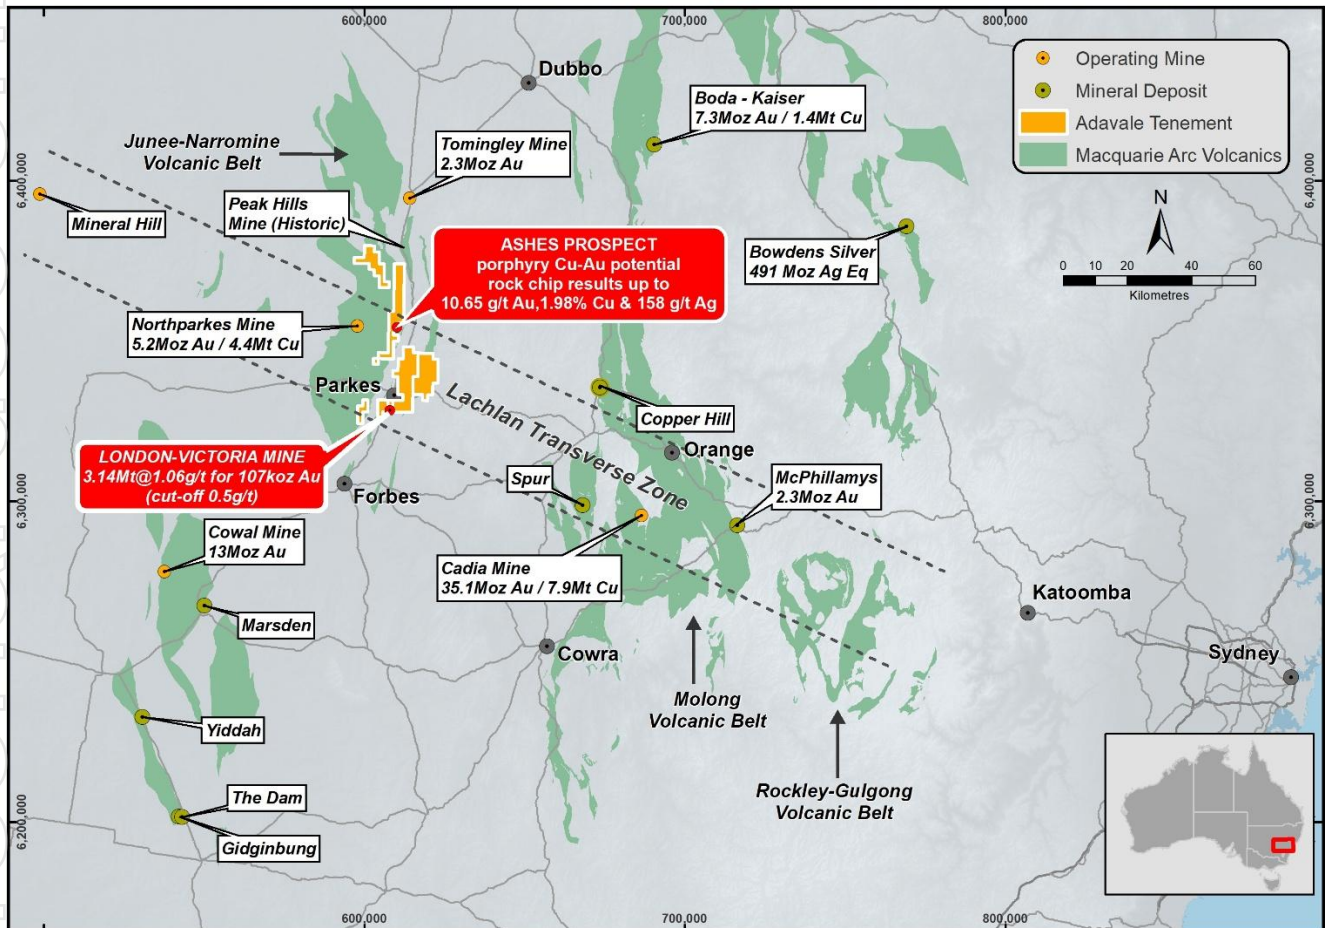 600,000
700,000
800,000
Operating Mine
Mineral Deposit
Adavale Tenement
Macquarie Arc Volcanics
Dubbo
Boda - Kaiser
7.3Moz Au / 1.4Mt Cu
Junee-Narromine
Volcanic Belt
Tomingley Mine
2.3Moz Au
6,400,000
6,400,000
N
Mineral Hill
Peak Hills
Mine (Historic)
ASHES PROSPECT
porphyry Cu-Au potential
rock chip results up to
10.65 g/t Au,1.98% Cu & 158 g/t Ag
Bowdens Silver
491 Moz Ag Eq
0 10 20 30 40 50 60
Kilometres
Northparkes Mine
5.2Moz Au / 4.4Mt Cu
Parkes
Lachlan Transverse Zone
Copper Hill
Orange
LONDON-VICTORIA MINE
3.14Mt@1.06g/t for 107koz Au
(cut-off 0.5g/t)
Forbes
Spur
McPhillamys
2.3Moz Au
6,300,000
6,300,000
Cowal Mine
13Moz Au
Cadia Mine
35.1Moz Au / 7.9Mt Cu
Marsden
Katoomba
Cowra
Sydney
Molong
Volcanic Belt
Yiddah
Rockley-Gulgong
Volcanic Belt
The Dam
Gidginbung
6,200,000
6,200,000
600,000
700,000
800,000